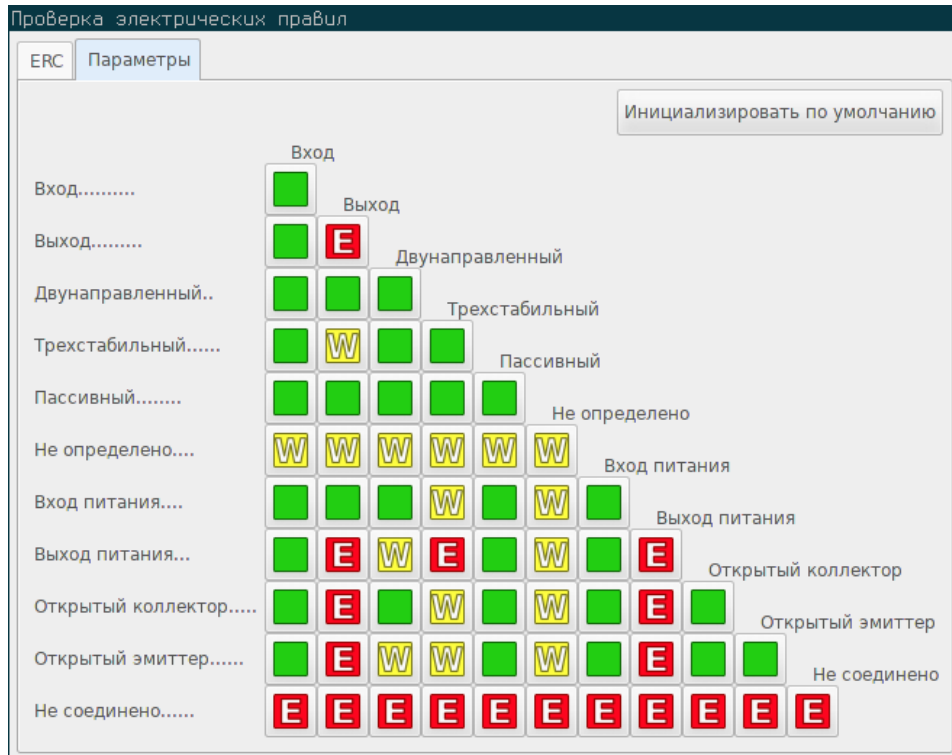 Проверка электрических правил
ERC Параметры
Инициализировать по умолчанию
Вход
Вход..........
Выход
Выход......... E
Двунаправленный
Двунаправленный..
Трехстабильный
Трехстабильный...... W
Пассивный
Пассивный........
Не определено
Не определено.... W W W W W W
Вход питания
Вход питания.... W W
Выход питания
Выход питания... E W E W E
Открытый коллектор
Открытый коллектор..... E W W E
Открытый эмиттер
Открытый эмиттер...... E W W W E
Не соединено
Не соединено...... E E E E E E E E E E E